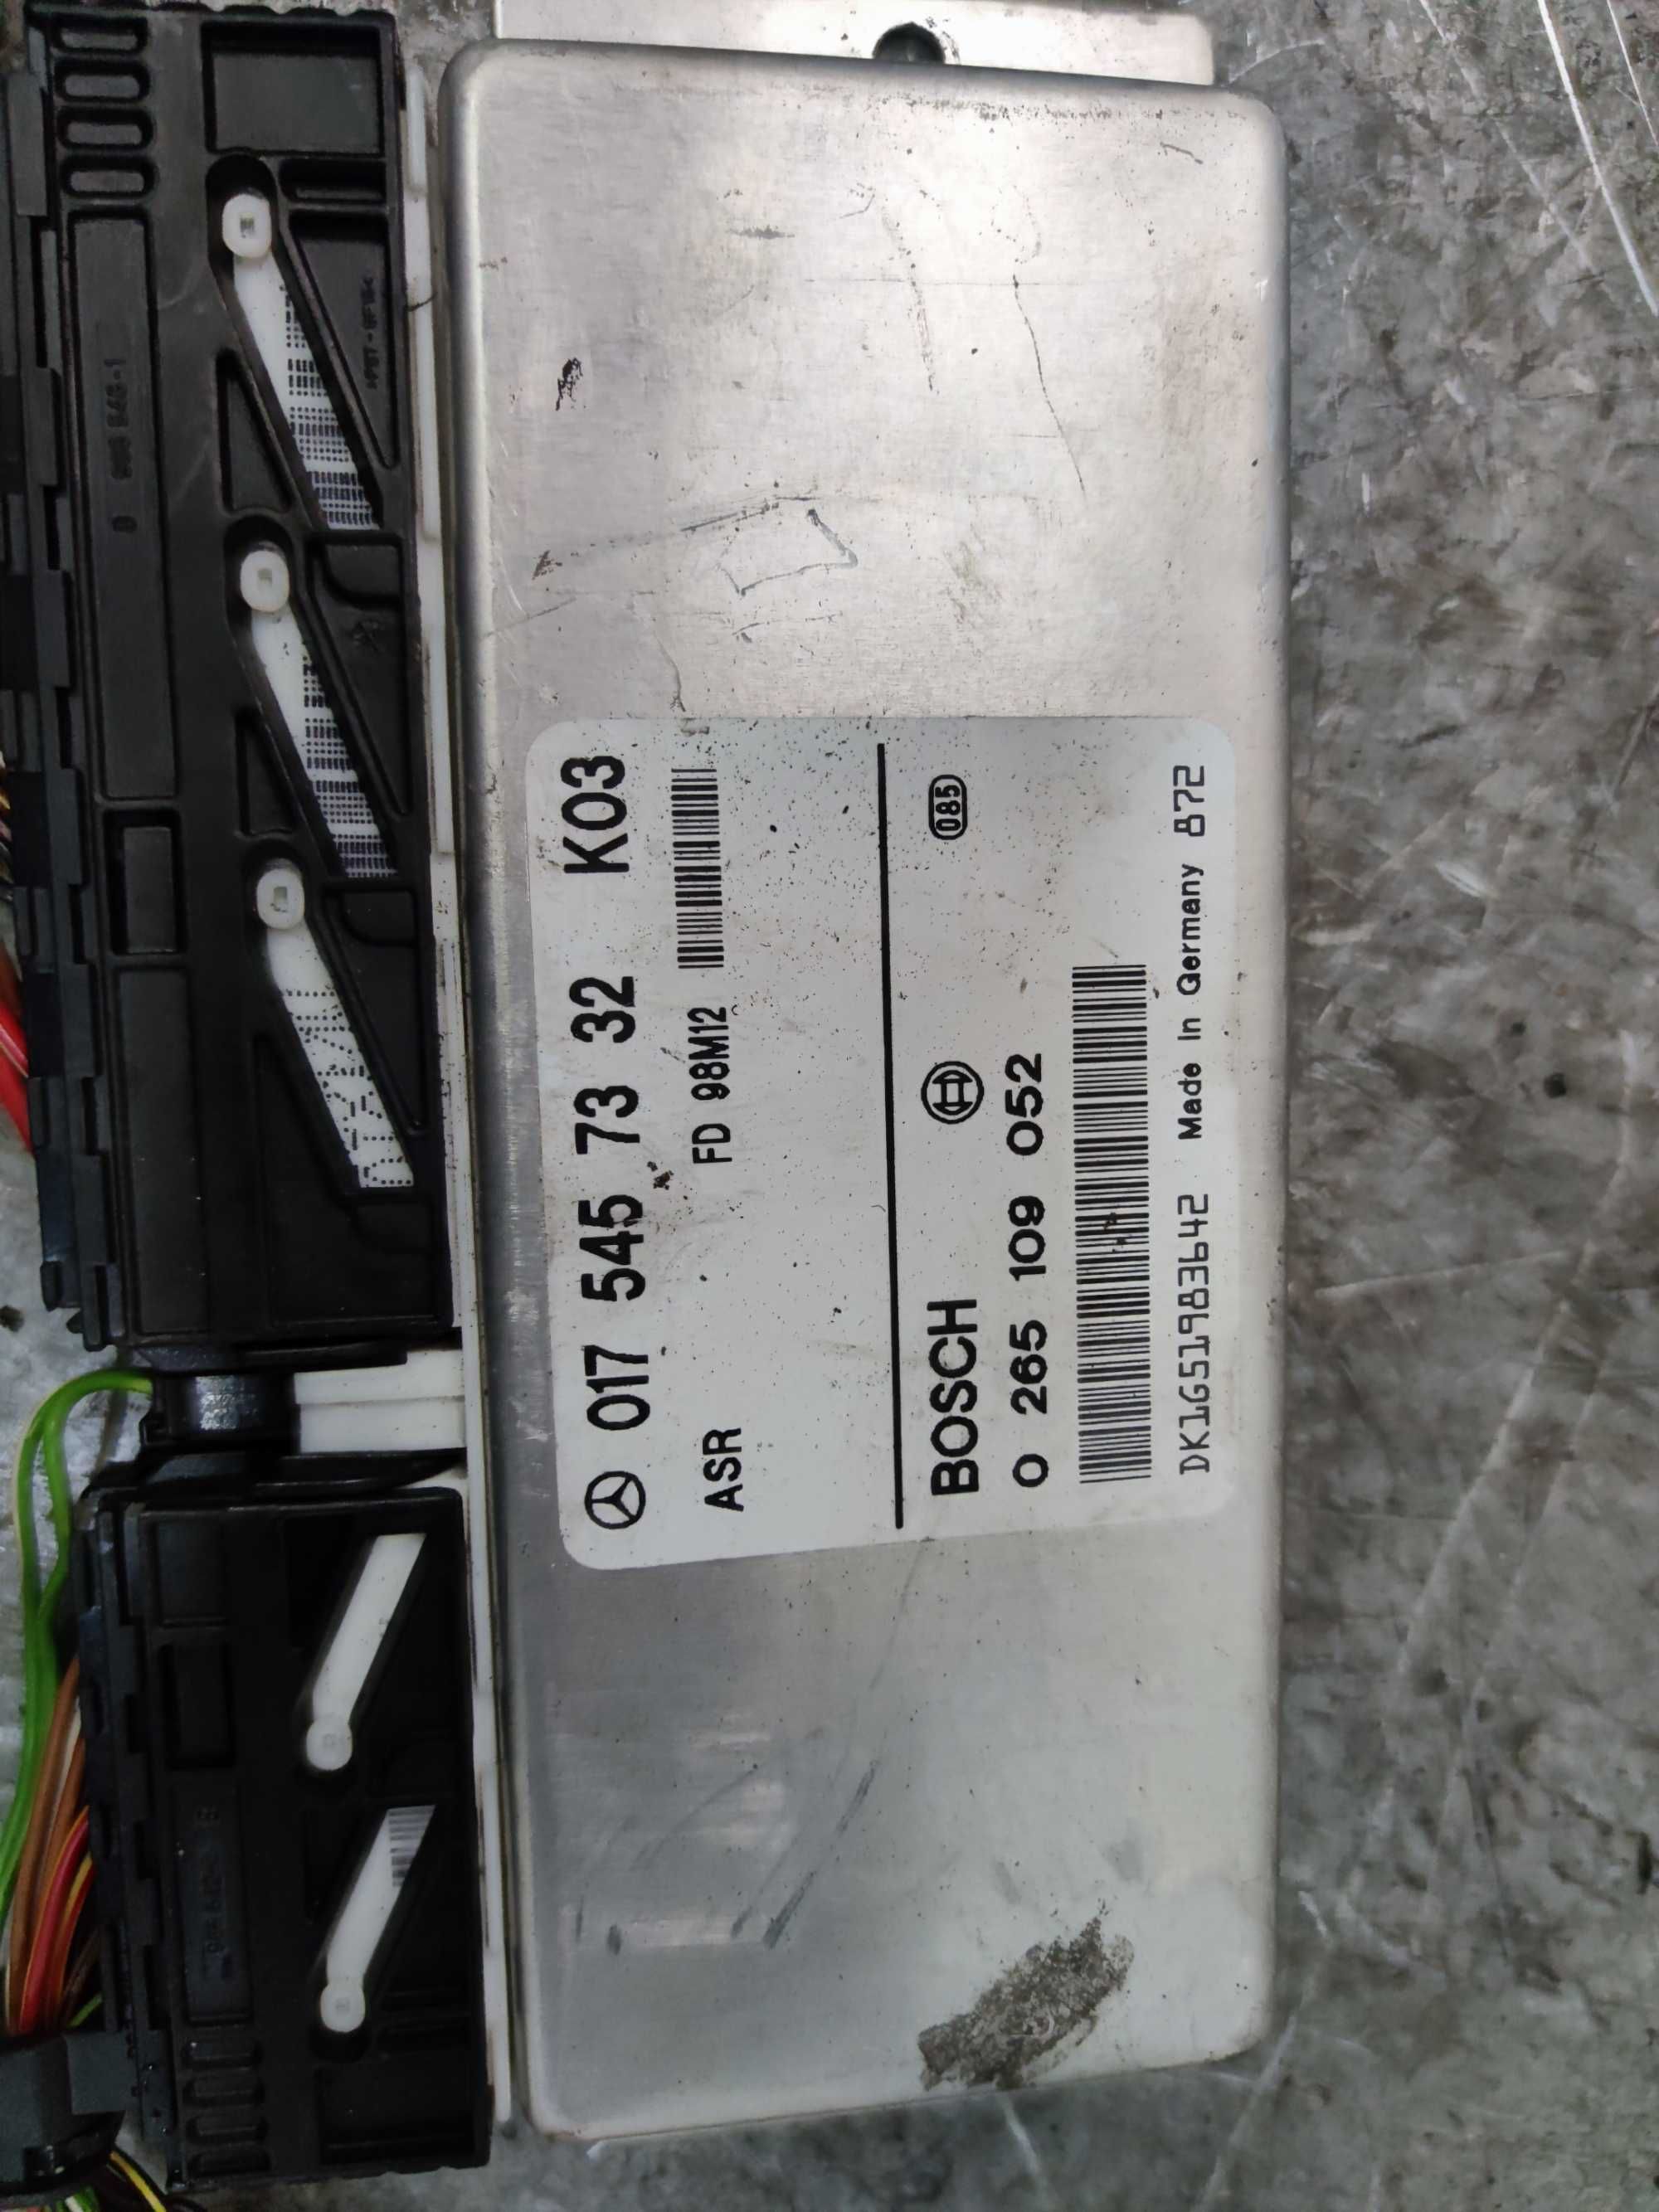 017 545 73 32 K03
ASR FD 98M12
BOSCH 085
0 265 109 052
DK1651983642 Made In Germany 872